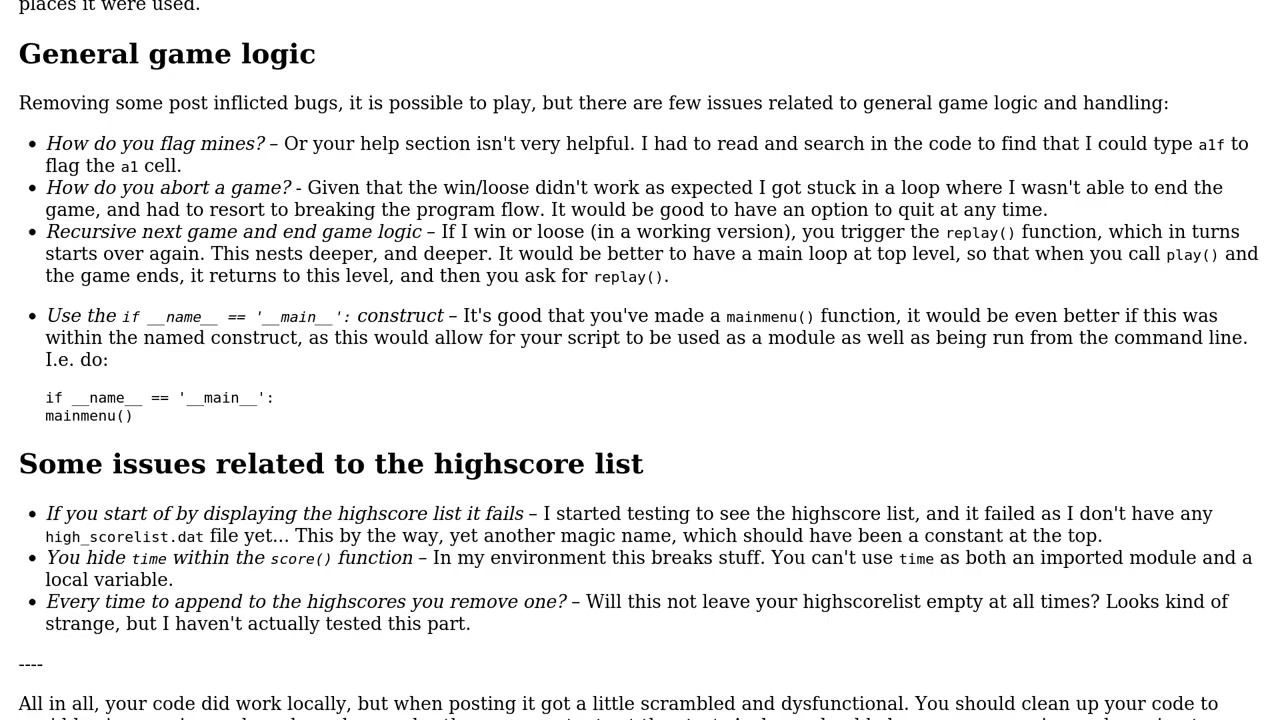 places it were used.
General game logic
Removing some post inflicted bugs, it is possible to play, but there are few issues related to general game logic and handling:
• How do you flag mines? – Or your help section isn't very helpful. I had to read and search in the code to find that I could type a1f to
flag the a1 cell.
• How do you abort a game? - Given that the win/loose didn't work as expected I got stuck in a loop where I wasn't able to end the
game, and had to resort to breaking the program flow. It would be good to have an option to quit at any time.
• Recursive next game and end game logic – If I win or loose (in a working version), you trigger the replay() function, which in turns
starts over again. This nests deeper, and deeper. It would be better to have a main loop at top level, so that when you call play() and
the game ends, it returns to this level, and then you ask for replay().
• Use the if __name__ == '__main__': construct – It's good that you've made a mainmenu() function, it would be even better if this was
within the named construct, as this would allow for your script to be used as a module as well as being run from the command line.
I.e. do:
if __name__ == '__main__':
mainmenu()
Some issues related to the highscore list
• If you start of by displaying the highscore list it fails – I started testing to see the highscore list, and it failed as I don't have any
high_scorelist.dat file yet... This by the way, yet another magic name, which should have been a constant at the top.
• You hide time within the score() function – In my environment this breaks stuff. You can't use time as both an imported module and a
local variable.
• Every time to append to the highscores you remove one? – Will this not leave your highscorelist empty at all times? Looks kind of
strange, but I haven't actually tested this part.
----
All in all, your code did work locally, but when posting it got a little scrambled and dysfunctional. You should clean up your code to